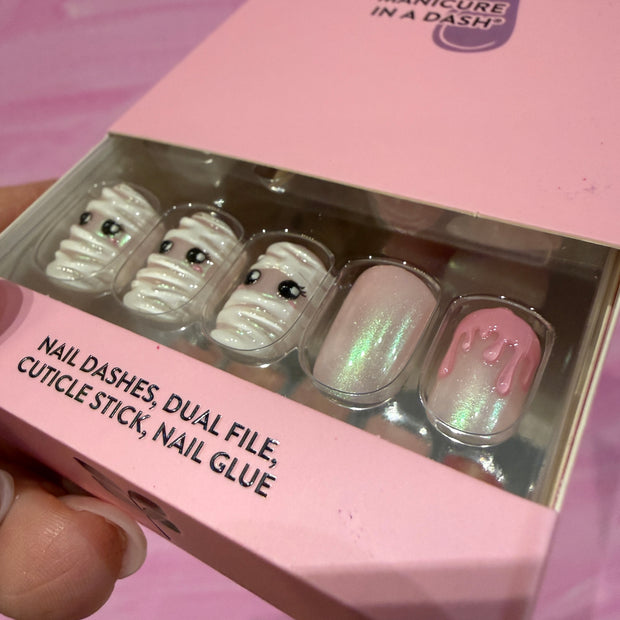 MANICURE
IN A DASH®
NAIL DASHES, DUAL FILE,
CUTICLE STICK, NAIL GLUE